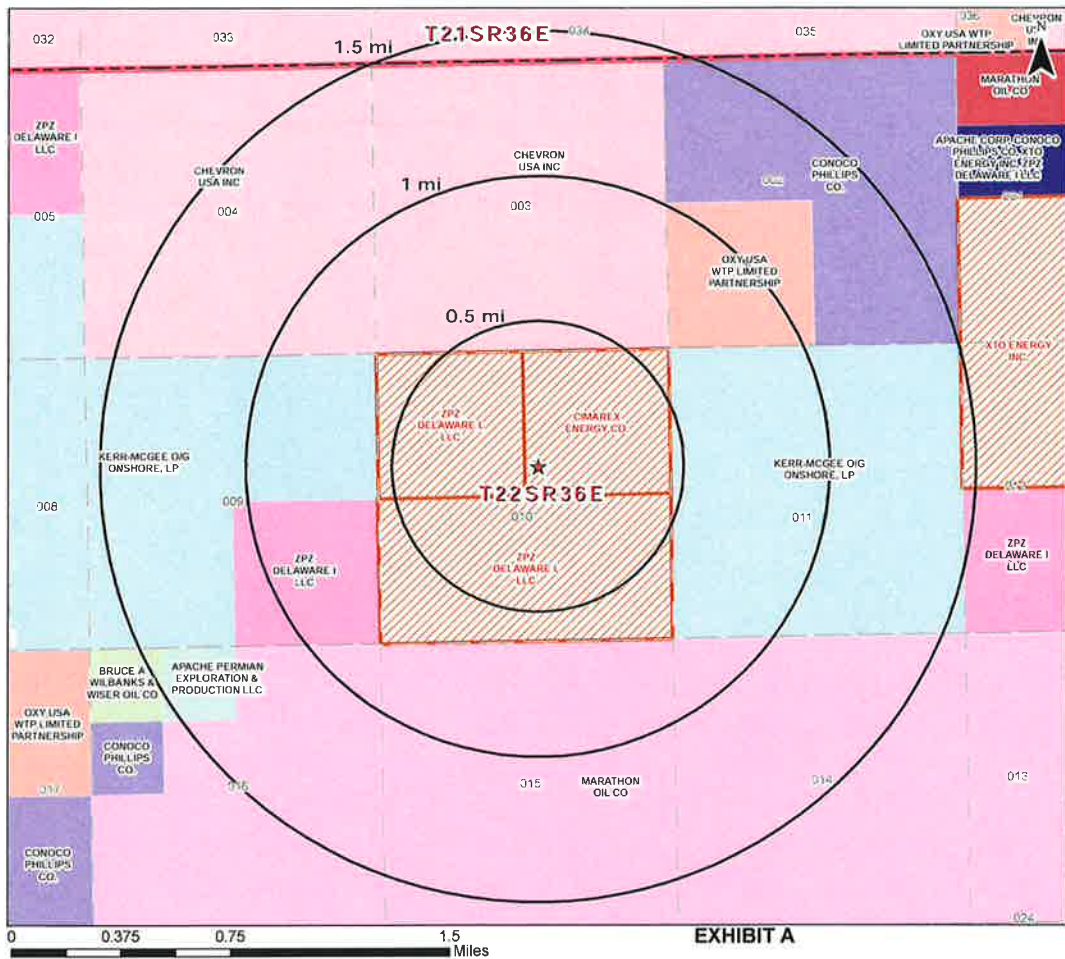 032
033
1.5 mi
T21SR36E
034
035
036
CHEVRON
OXY USA WTP
LIMITED PARTNERSHIP
N
MARATHON
OIL CO
ZPZ
DELAWARE I
LLC
005
CHEVRON
USA INC
004
1 mi
CHEVRON
USA INC
003
CONOCO
PHILLIPS
CO.
APACHE CORP, CONOCO
PHILLIPS CO, XTO
ENERGY INC, ZPZ
DELAWARE I LLC
OXY USA
WTP LIMITED
PARTNERSHIP
0.5 mi
XTO ENERGY
INC.
ZPZ
DELAWARE I,
LLC
CIMAREX
ENERGY CO.
KERR-MCGEE O/G
ONSHORE, LP
KERR-MCGEE O/G
ONSHORE, LP
T22SR36E
008
009
010
011
012
ZPZ
DELAWARE I
LLC
ZPZ
DELAWARE I,
LLC
ZPZ
DELAWARE I
LLC
BRUCE A
WILBANKS &
WISER OIL CO
APACHE PERMIAN
EXPLORATION &
PRODUCTION LLC
OXY USA
WTP LIMITED
PARTNERSHIP
CONOCO
PHILLIPS
CO.
017
016
015
MARATHON
OIL CO
014
013
CONOCO
PHILLIPS
CO.
024
0 0.375 0.75 1.5
Miles
EXHIBIT A